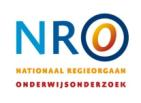 NRO
NATIONAAL REGIEORGAAN
ONDERWIJSONDERZOEK